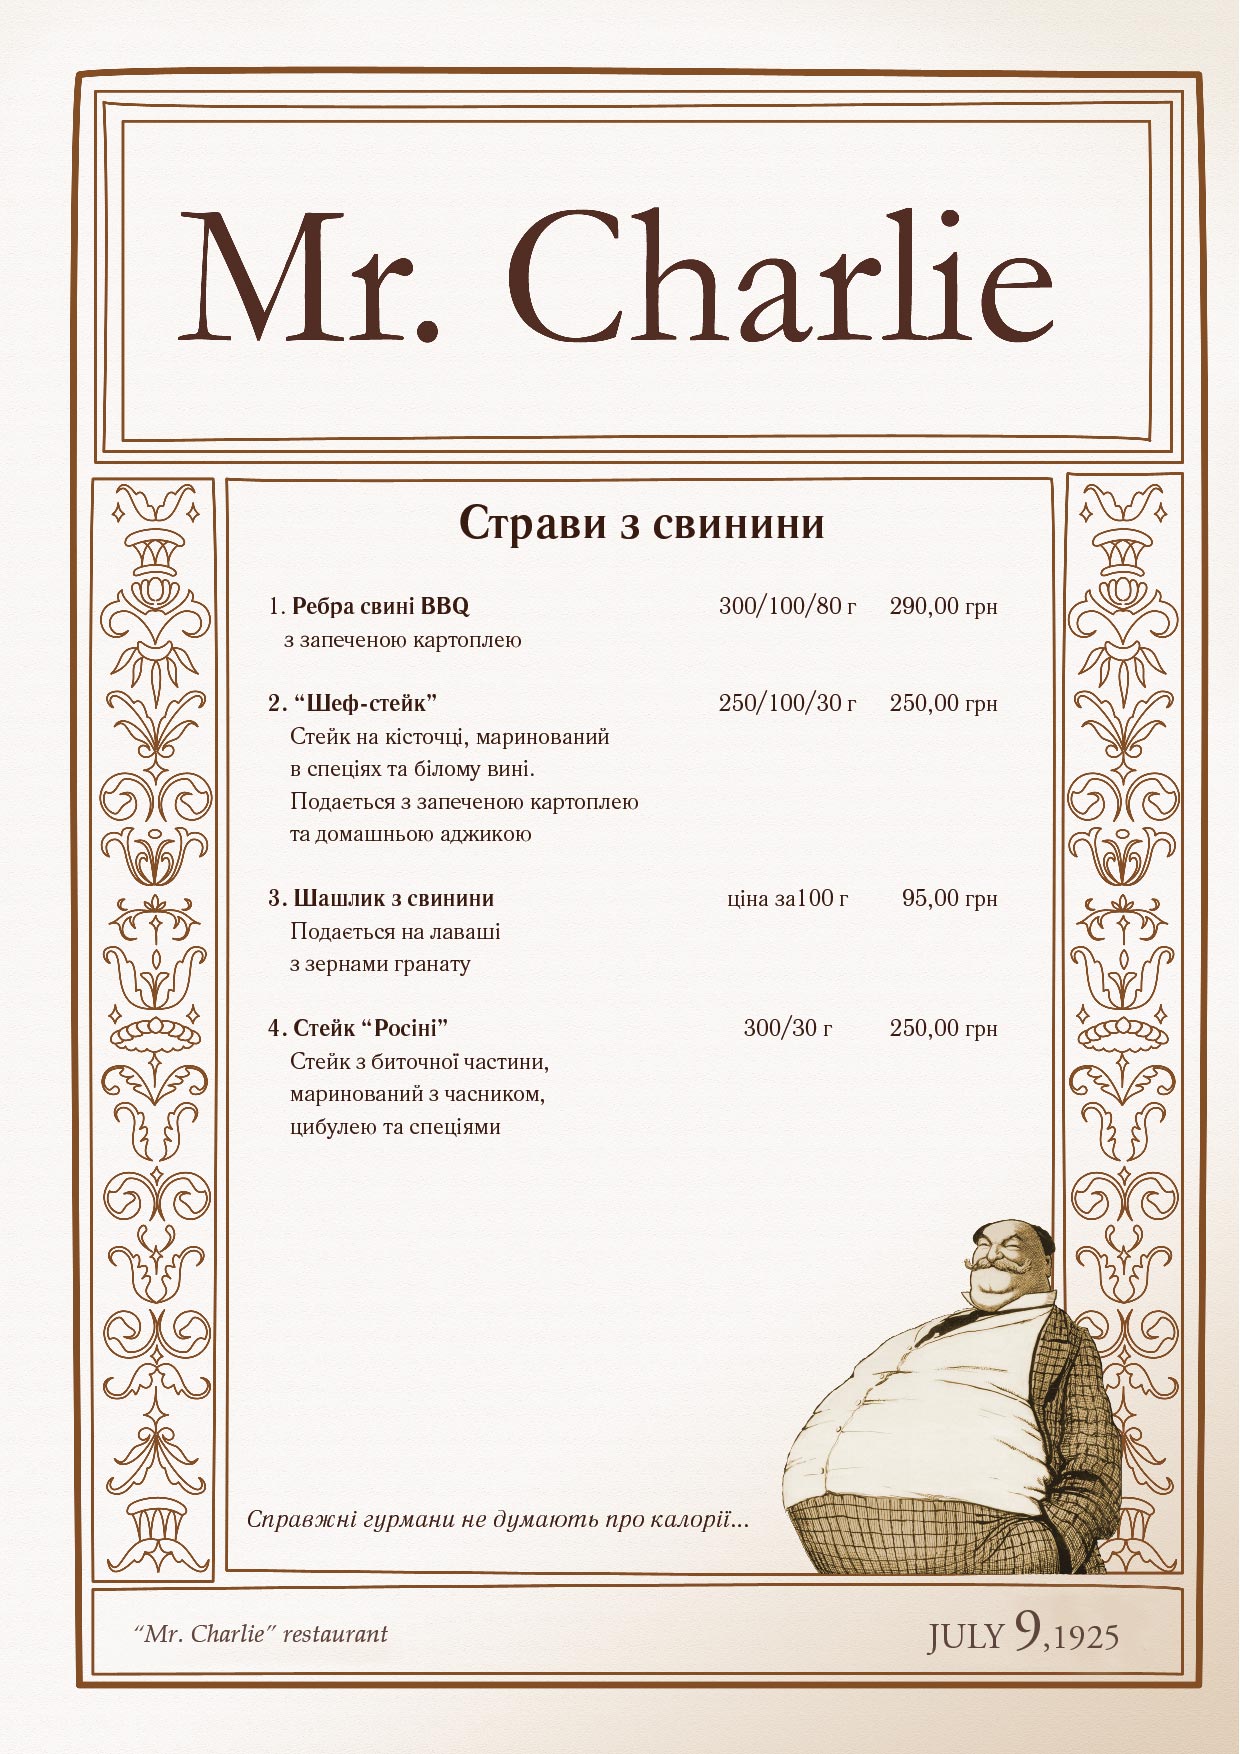 Mr. Charlie
Страви з свинини
1. Ребра свині BBQ 300/100/80 г 290,00 грн
з запеченою картоплею
2. “Шеф-стейк” 250/100/30 г 250,00 грн
Стейк на кісточці, маринований
в спеціях та білому вині.
Подається з запеченою картоплею
та домашньою аджикою
3. Шашлик з свинини ціна за100 г 95,00 грн
Подається на лаваші
з зернами гранату
4. Стейк “Росіні” 300/30 г 250,00 грн
Стейк з биточної частини,
маринований з часником,
цибулею та спеціями
Справжні гурмани не думають про калорії...
“Mr. Charlie” restaurant JULY 9,1925